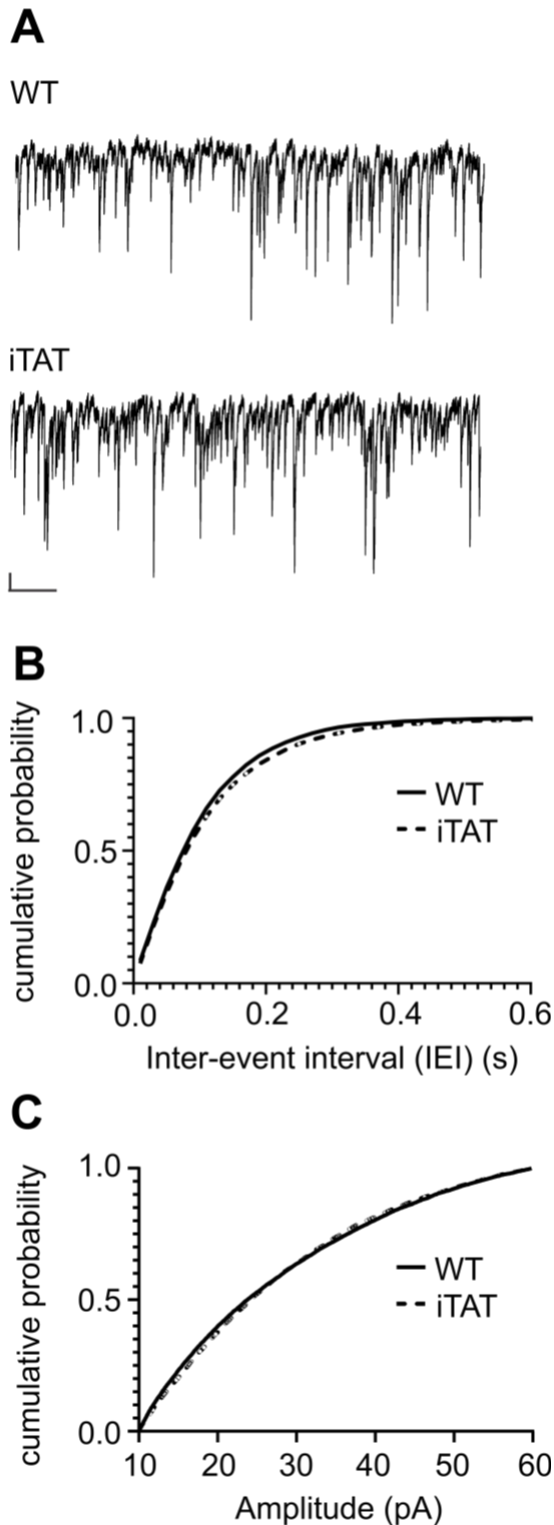 A
WT
iTAT
B
cumulative probability
1.0
0.5
0.0
0.0 0.2 0.4 0.6
WT
iTAT
Inter-event interval (IEI) (s)
C
cumulative probability
1.0
0.5
0.0
10 20 30 40 50 60
WT
iTAT
Amplitude (pA)